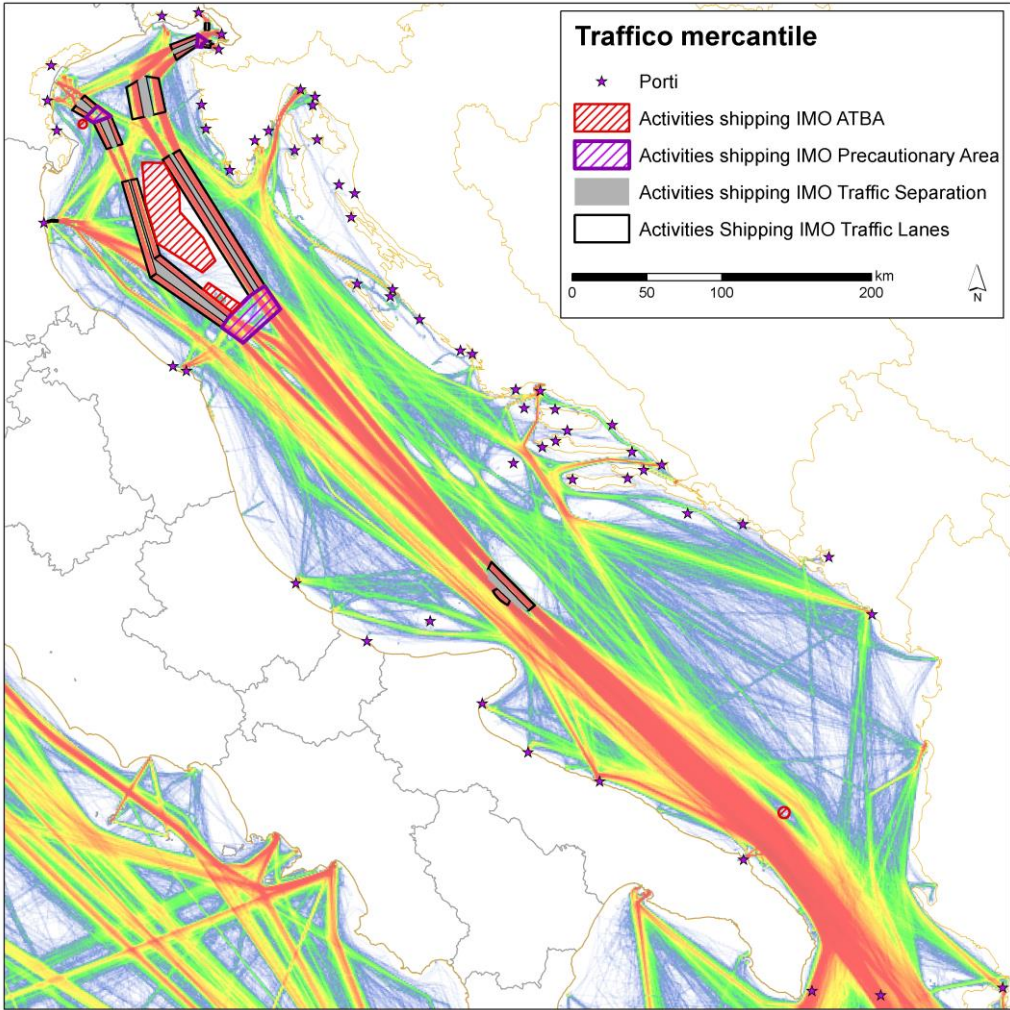 Traffico mercantile
Porti
Activities shipping IMO ATBA
Activities shipping IMO Precautionary Area
Activities shipping IMO Traffic Separation
Activities Shipping IMO Traffic Lanes
km
0 50 100 200
N